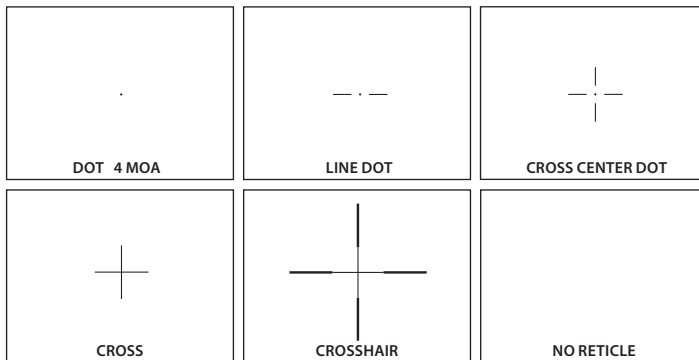 DOT 4 MOA
LINE DOT
CROSS CENTER DOT
CROSS
CROSSHAIR
NO RETICLE